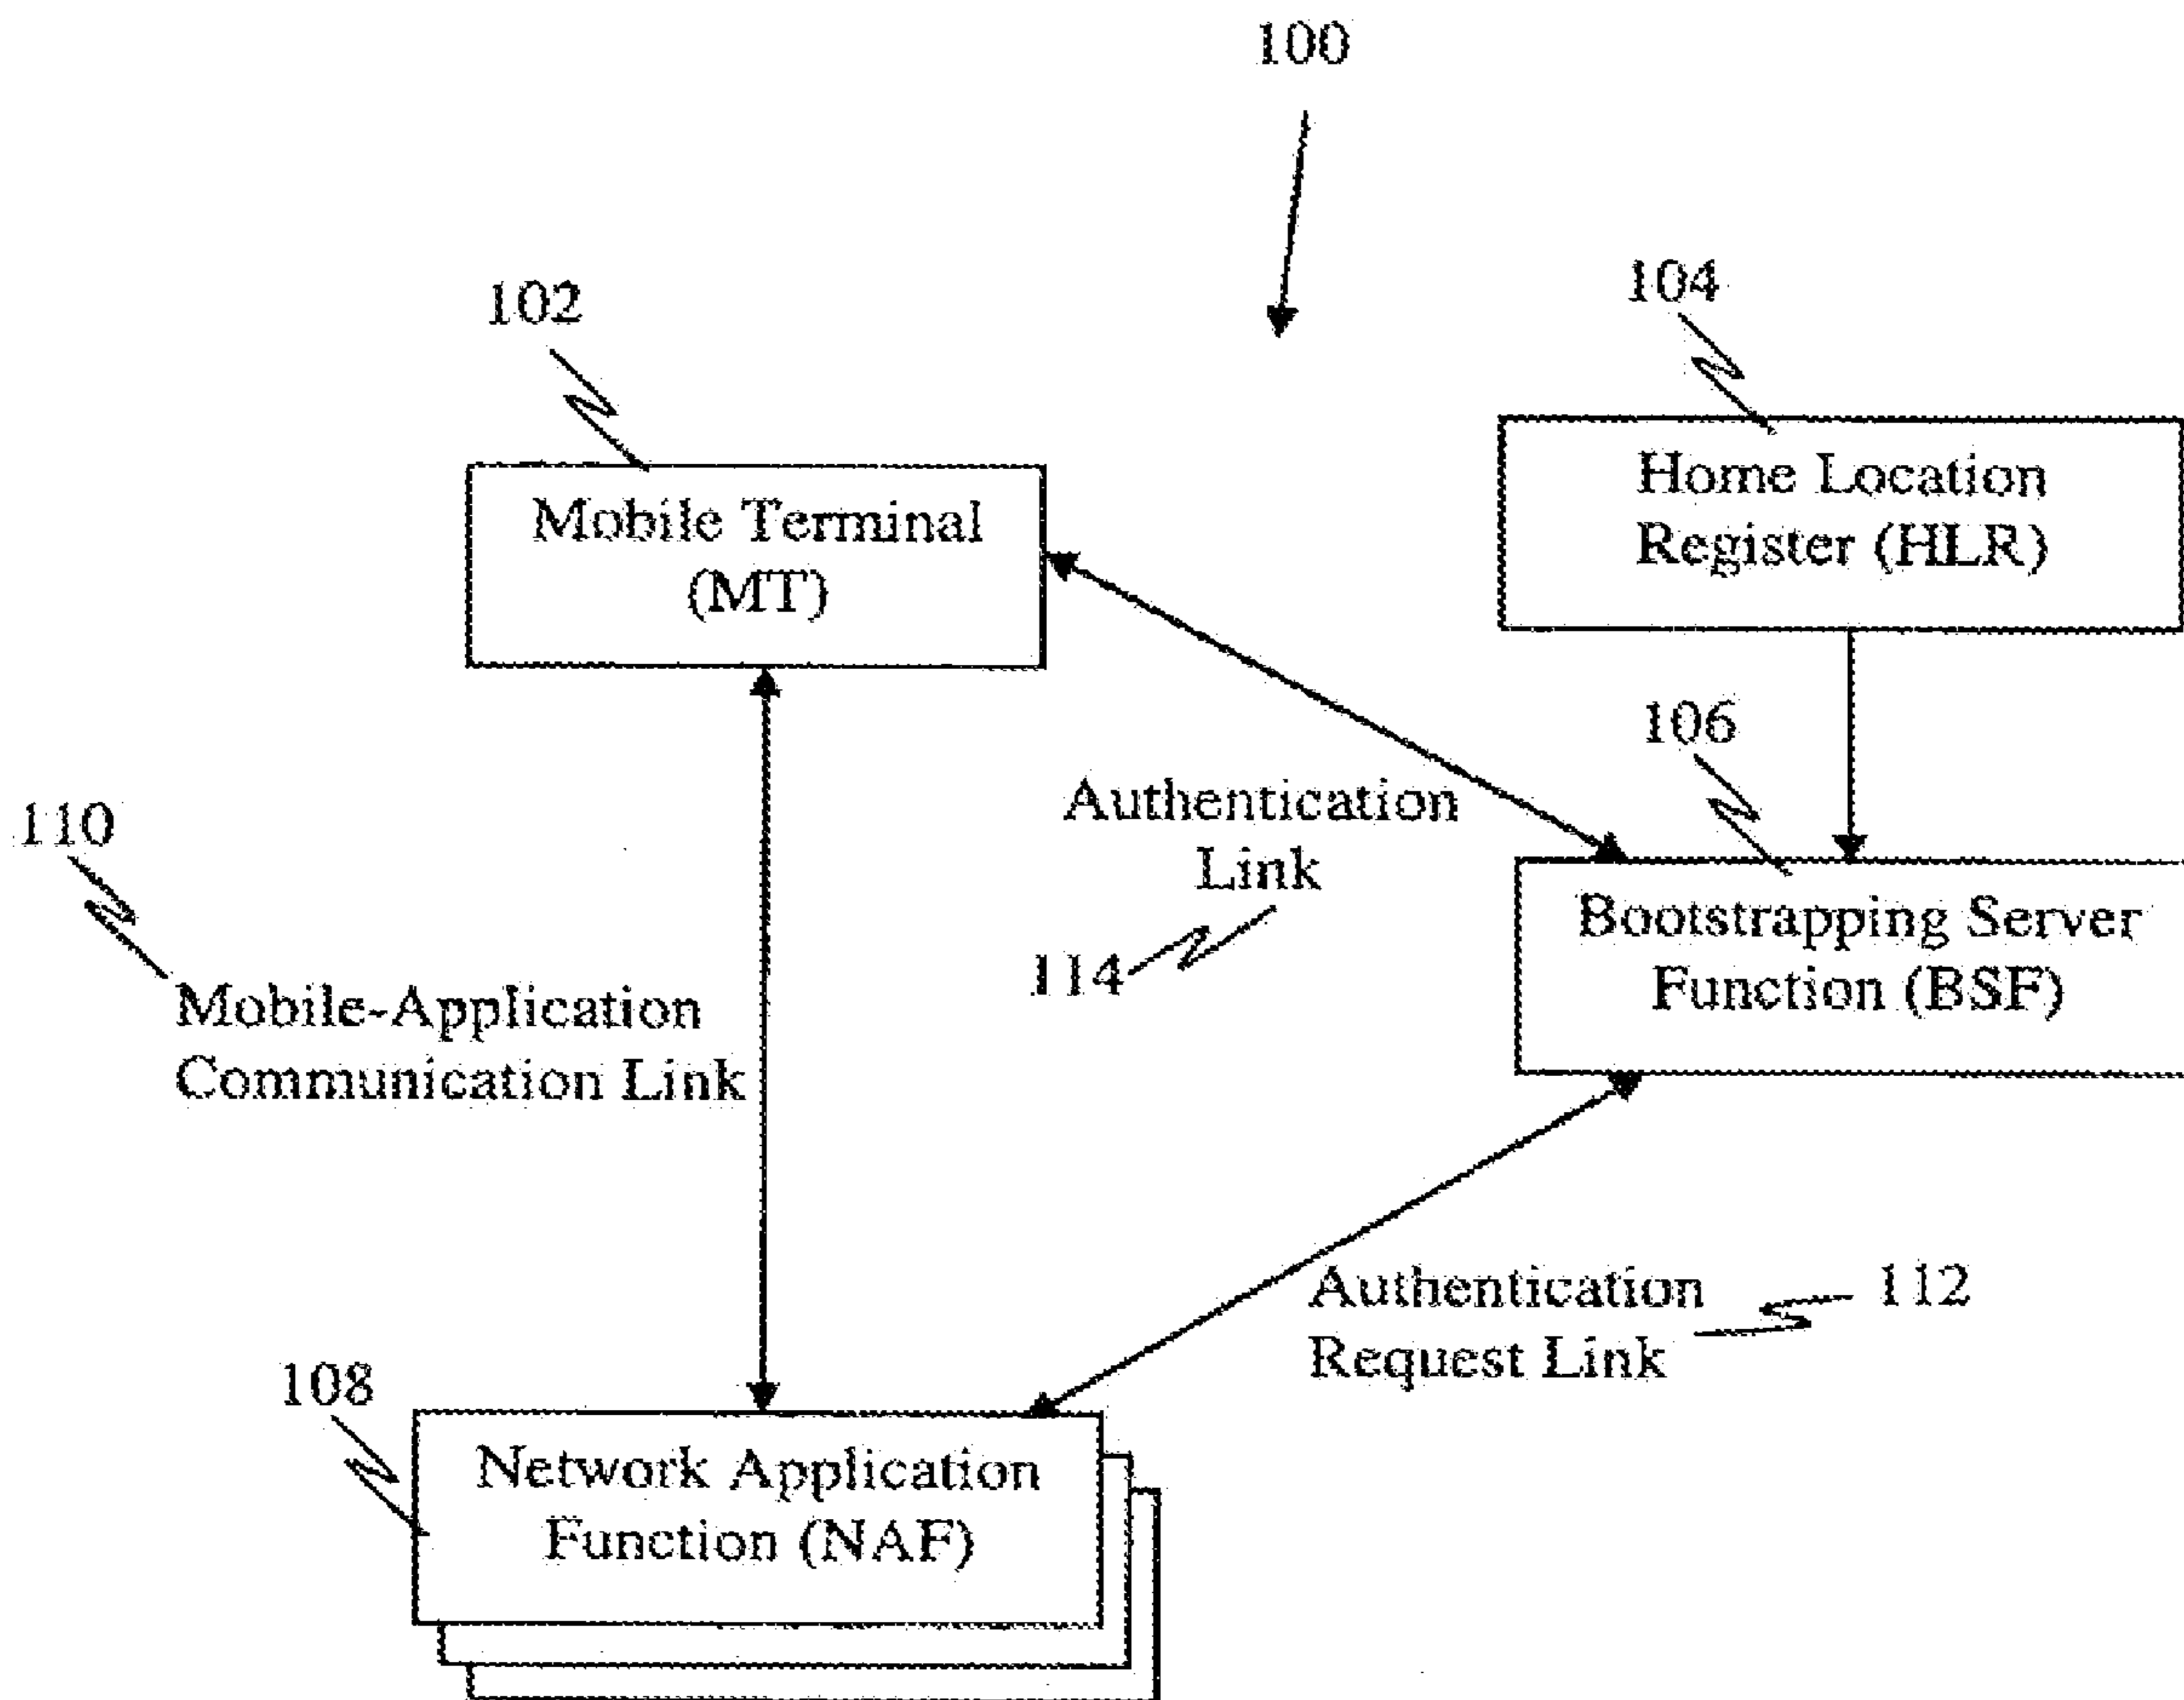 100
102
104
Mobile Terminal
(MT)
Home Location
Register (HLR)
106
110
Authentication
Link
114
Bootstrapping Server
Function (BSF)
Mobile-Application
Communication Link
112
Authentication
Request Link
108
Network Application
Function (NAF)